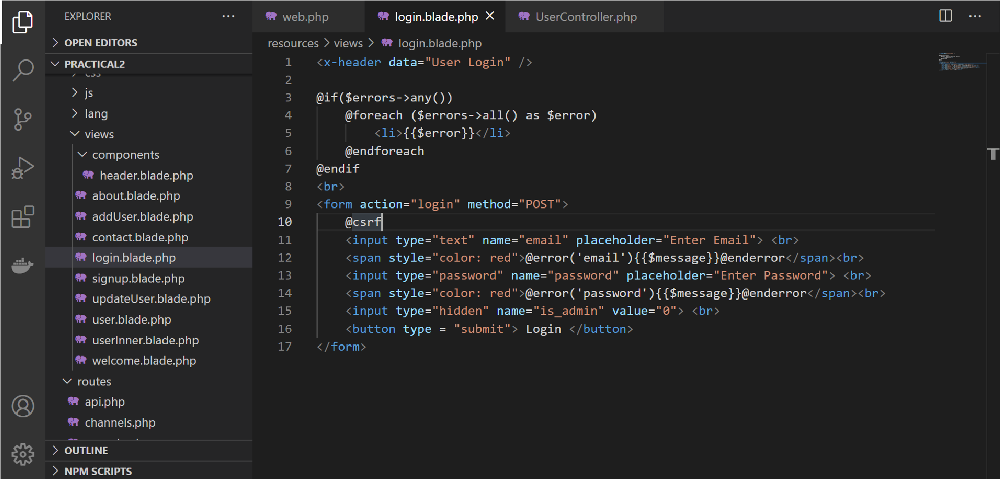 EXPLORER
OPEN EDITORS
PRACTICAL2
css
js
lang
views
components
header.blade.php
about.blade.php
addUser.blade.php
contact.blade.php
login.blade.php
signup.blade.php
updateUser.blade.php
user.blade.php
userInner.blade.php
welcome.blade.php
routes
api.php
channels.php
OUTLINE
NPM SCRIPTS
web.php login.blade.php UserController.php
resources > views > login.blade.php
1 <x-header data="User Login" />
2
3 @if($errors->any())
4 @foreach ($errors->all() as $error)
5 <li>{{$error}}</li>
6 @endforeach
7 @endif
8 <br>
9 <form action="login" method="POST">
10 @csrf
11 <input type="text" name="email" placeholder="Enter Email"> <br>
12 <span style="color: red">@error('email'){{$message}}@enderror</span><br>
13 <input type="password" name="password" placeholder="Enter Password"> <br>
14 <span style="color: red">@error('password'){{$message}}@enderror</span><br>
15 <input type="hidden" name="is_admin" value="0"> <br>
16 <button type = "submit"> Login </button>
17 </form>